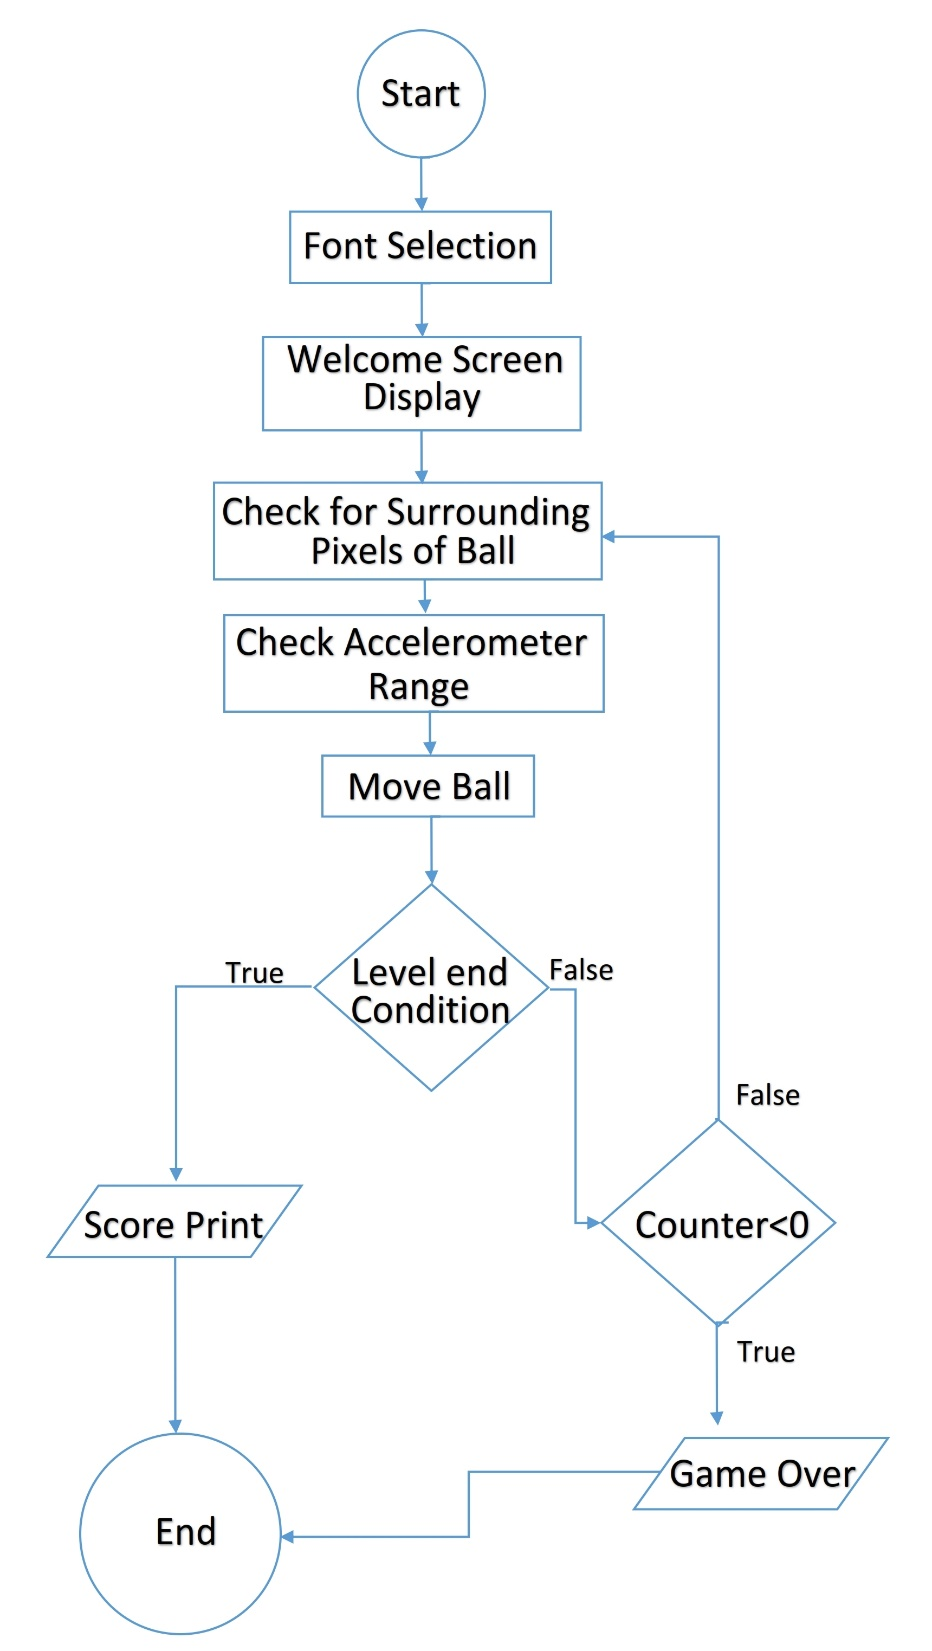 Start
Font Selection
Welcome Screen
Display
Check for Surrounding
Pixels of Ball
Check Accelerometer
Range
Move Ball
Level end
Condition
True
False
False
Score Print
Counter<0
True
Game Over
End